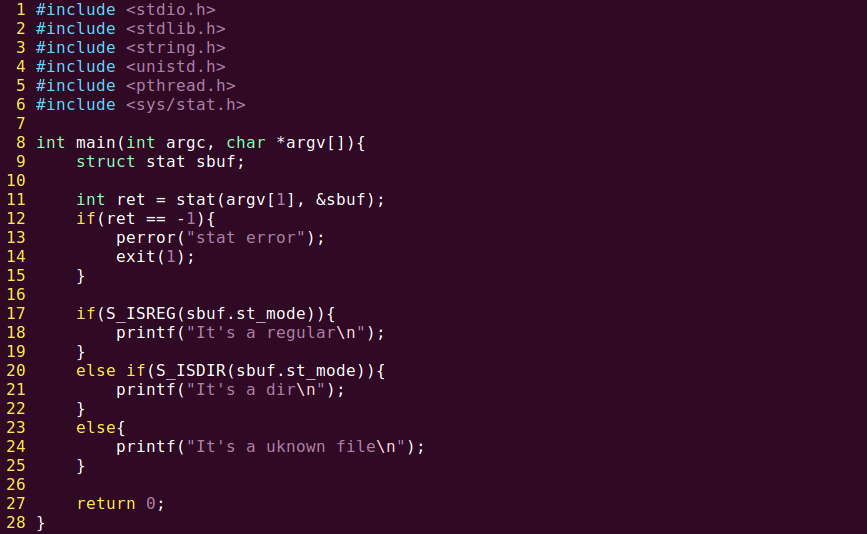 1 #include <stdio.h>
2 #include <stdlib.h>
3 #include <string.h>
4 #include <unistd.h>
5 #include <pthread.h>
6 #include <sys/stat.h>
7
8 int main(int argc, char *argv[]){
9     struct stat sbuf;
10
11     int ret = stat(argv[1], &sbuf);
12     if(ret == -1){
13         perror("stat error");
14         exit(1);
15     }
16
17     if(S_ISREG(sbuf.st_mode)){
18         printf("It's a regular\n");
19     }
20     else if(S_ISDIR(sbuf.st_mode)){
21         printf("It's a dir\n");
22     }
23     else{
24         printf("It's a uknown file\n");
25     }
26
27     return 0;
28 }